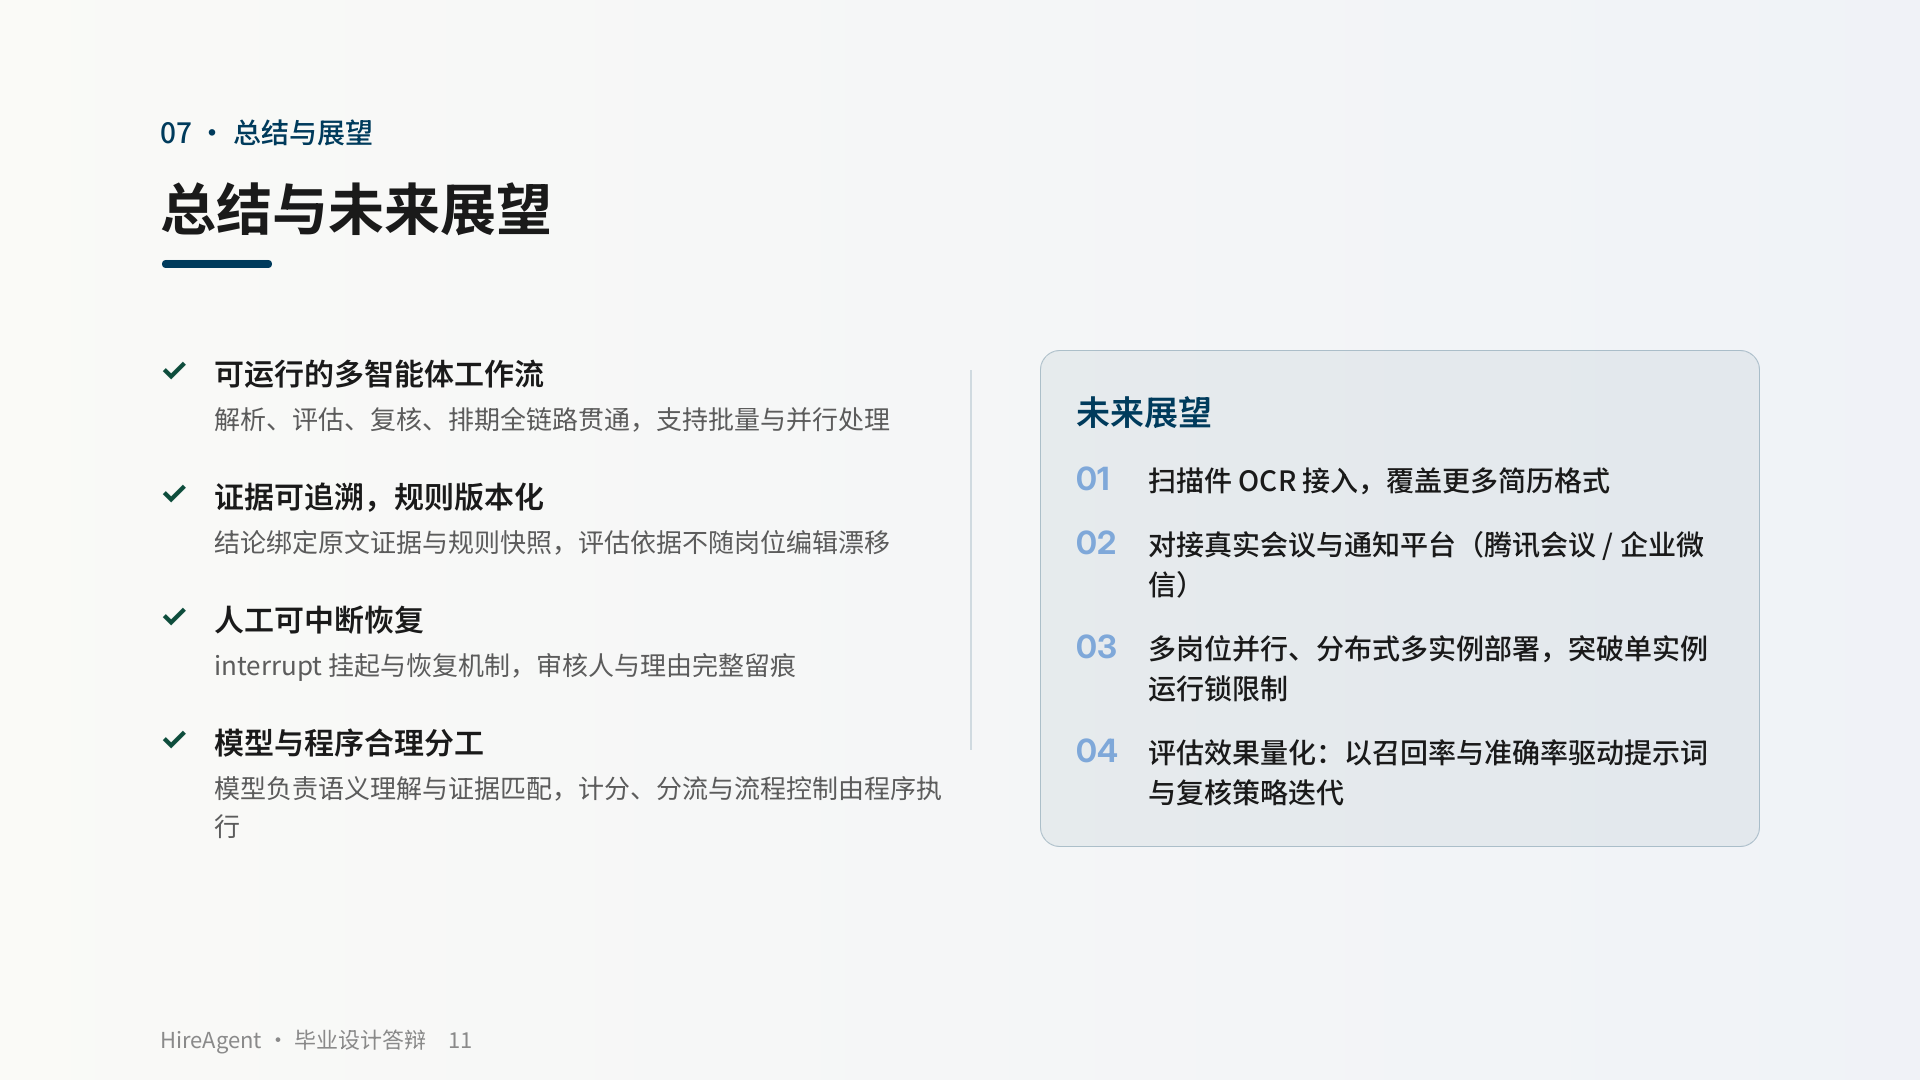 07 • 总结与展望
总结与未来展望
可运行的多智能体工作流
解析、评估、复核、排期全链路贯通，支持批量与并行处理
证据可追溯，规则版本化
结论绑定原文证据与规则快照，评估依据不随岗位编辑漂移
人工可中断恢复
interrupt 挂起与恢复机制，审核人与理由完整留痕
模型与程序合理分工
模型负责语义理解与证据匹配，计分、分流与流程控制由程序执
行
未来展望
01 扫描件 OCR 接入，覆盖更多简历格式
02 对接真实会议与通知平台（腾讯会议 / 企业微
信）
03 多岗位并行、分布式多实例部署，突破单实例
运行锁限制
04 评估效果量化：以召回率与准确率驱动提示词
与复核策略迭代
HireAgent • 毕业设计答辩 11